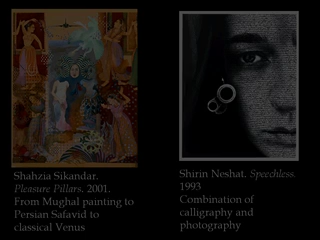 Shahzia Sikandar.
Pleasure Pillars. 2001.
From Mughal painting to
Persian Safavid to
classical Venus
Shirin Neshat. Speechless.
1993
Combination of
calligraphy and
photography